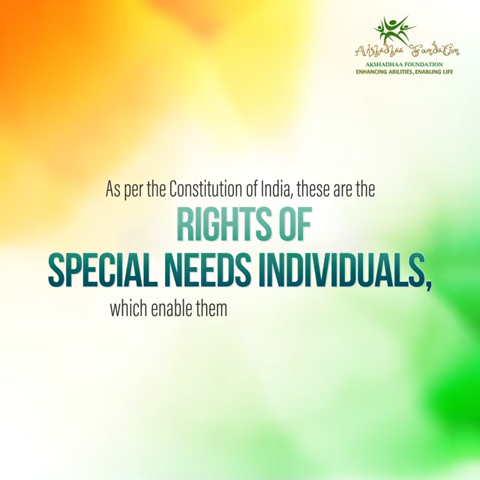 Akshadhaa Foundation
AKSHADHAA FOUNDATION
ENHANCING ABILITIES, ENABLING LIFE
As per the Constitution of India, these are the
RIGHTS OF
SPECIAL NEEDS INDIVIDUALS,
which enable them